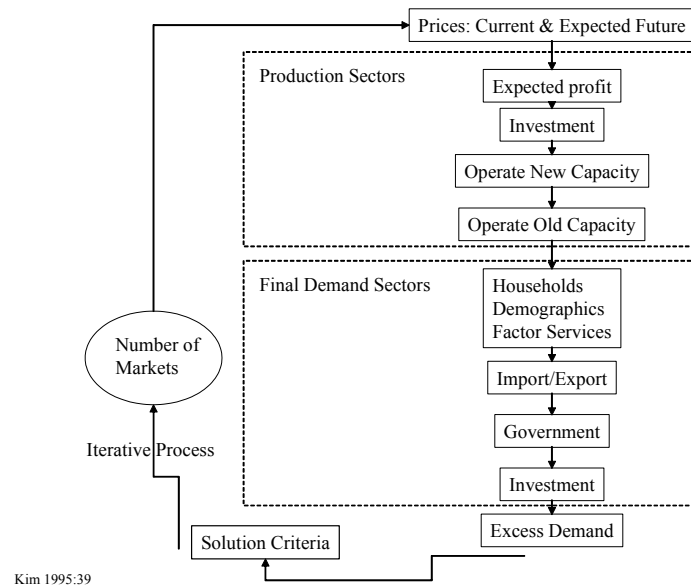 Prices: Current & Expected Future
Production Sectors
Expected profit
Investment
Operate New Capacity
Operate Old Capacity
Final Demand Sectors
Households
Demographics
Factor Services
Number of
Markets
Import/Export
Iterative Process
Government
Investment
Excess Demand
Solution Criteria
Kim 1995:39